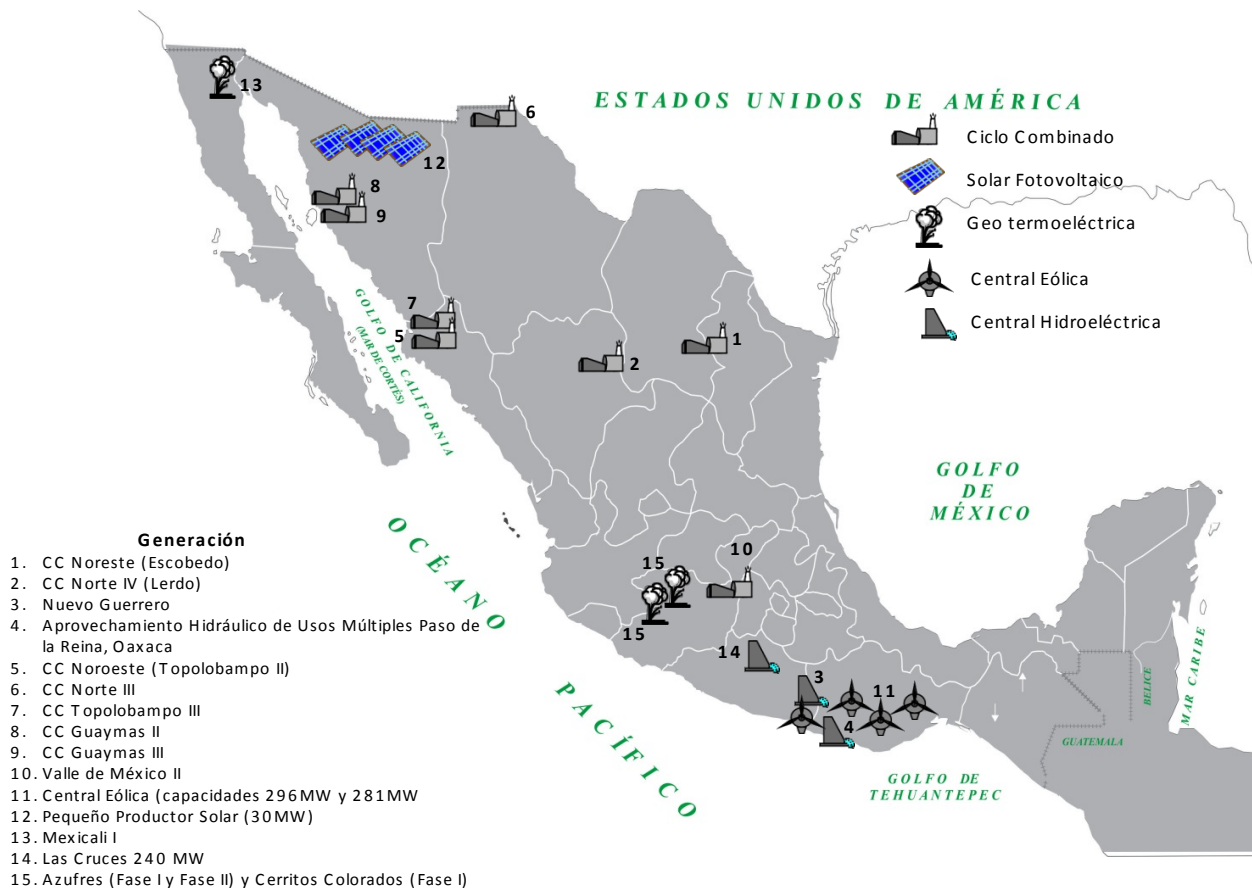 ESTADOS UNIDOS DE AMÉRICA
Ciclo Combinado
Solar Fotovoltaico
Geo termoeléctrica
Central Eólica
Central Hidroeléctrica
13
6
12
8
9
7
5
1
2
10
15
15
14
3
11
4
GOLFO DE CALIFORNIA
(MAR DE CORTÉS)
GOLFO
DE
MÉXICO
OCÉANO
PACÍFICO
MAR CARIBE
BELICE
GUATEMALA
GOLFO DE
TEHUANTEPEC
Generación
1. CC Noreste (Escobedo)
2. CC Norte IV (Lerdo)
3. Nuevo Guerrero
4. Aprovechamiento Hidráulico de Usos Múltiples Paso de
la Reina, Oaxaca
5. CC Noroeste (Topolobampo II)
6. CC Norte III
7. CC Topolobampo III
8. CC Guaymas II
9. CC Guaymas III
10. Valle de México II
11. Central Eólica (capacidades 296MW y 281MW
12. Pequeño Productor Solar (30MW)
13. Mexicali I
14. Las Cruces 240 MW
15. Azufres (Fase I y Fase II) y Cerritos Colorados (Fase I)